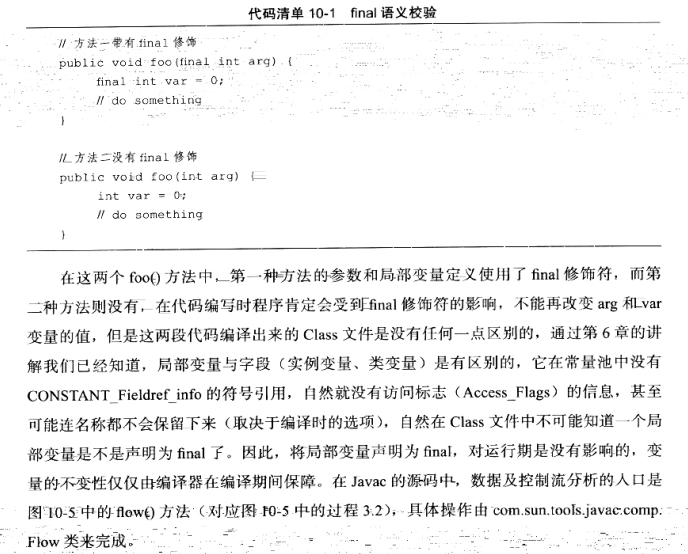 代码清单 10-1 final 语义校验
// 方法一带有 final 修饰
public void foo(final int arg) {
final int var = 0;
// do something
}
// 方法二没有 final 修饰
public void foo(int arg) {
int var = 0;
// do something
}
在这两个 foo() 方法中，第一种方法的参数和局部变量定义使用了 final 修饰符，而第
二种方法则没有，在代码编写时程序肯定会受到 final 修饰符的影响，不能再改变 arg 和 var
变量的值，但是这两段代码编译出来的 Class 文件是没有任何一点区别的，通过第 6 章的讲
解我们已经知道，局部变量与字段（实例变量、类变量）是有区别的，它在常量池中没有
CONSTANT_Fieldref_info 的符号引用，自然就没有访问标志（Access_Flags）的信息，甚至
可能连名称都不会保留下来（取决于编译时的选项），自然在 Class 文件中不可能知道一个局
部变量是不是声明为 final 了。因此，将局部变量声明为 final，对运行期是没有影响的，变
量的不变性仅仅由编译器在编译期间保障。在 Javac 的源码中，数据及控制流分析的入口是
图 10-5 中的 flow() 方法（对应图 10-5 中的过程 3.2），具体操作由 com.sun.tools.javac.comp.
Flow 类来完成。